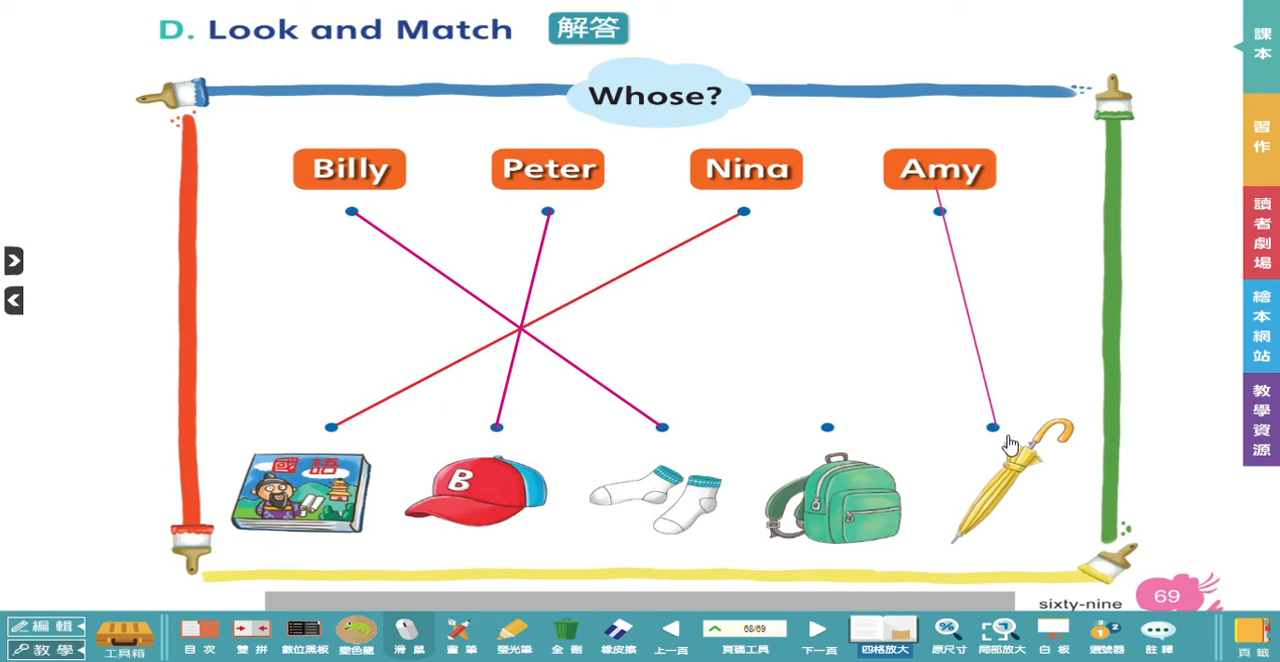 D. Look and Match 解答
Whose?
Billy Peter Nina Amy
國語
B
sixty-nine 69
課本
習作
讀者劇場
繪本網站
教學資源
編輯
教學
工具箱
目次
雙拼
數位黑板
變色龍
滑鼠
畫筆
螢光筆
全刪
橡皮擦
上一頁
68/69
頁碼工具
下一頁
四格放大
%
原尺寸
局部放大
白板
1 2 3
選號器
註釋
頁籤